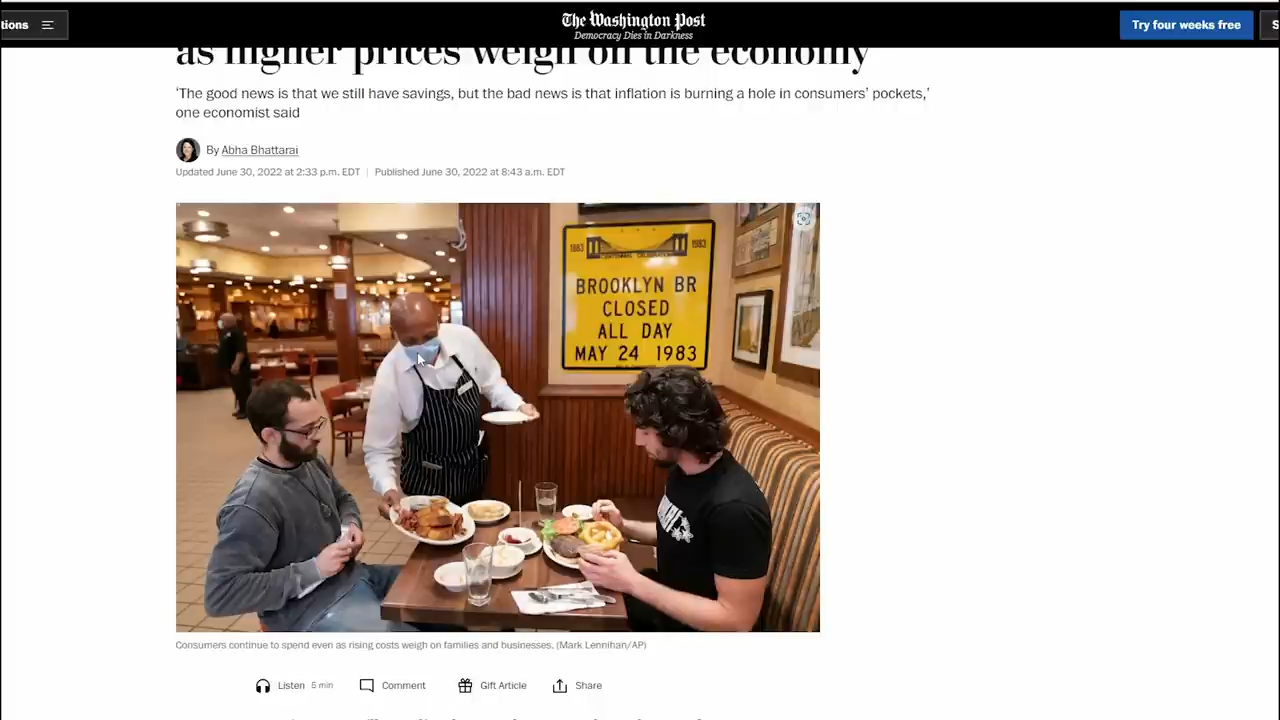 tions
The Washington Post
Democracy Dies in Darkness
Try four weeks free
S
as higher prices weigh on the economy
‘The good news is that we still have savings, but the bad news is that inflation is burning a hole in consumers’ pockets,’
one economist said
By Abha Bhattarai
Updated June 30, 2022 at 2:33 p.m. EDT | Published June 30, 2022 at 8:43 a.m. EDT
1883 1983
BROOKLYN BR
CLOSED
ALL DAY
MAY 24 1983
Consumers continue to spend even as rising costs weigh on families and businesses. (Mark Lennihan/AP)
Listen 5 min Comment Gift Article Share